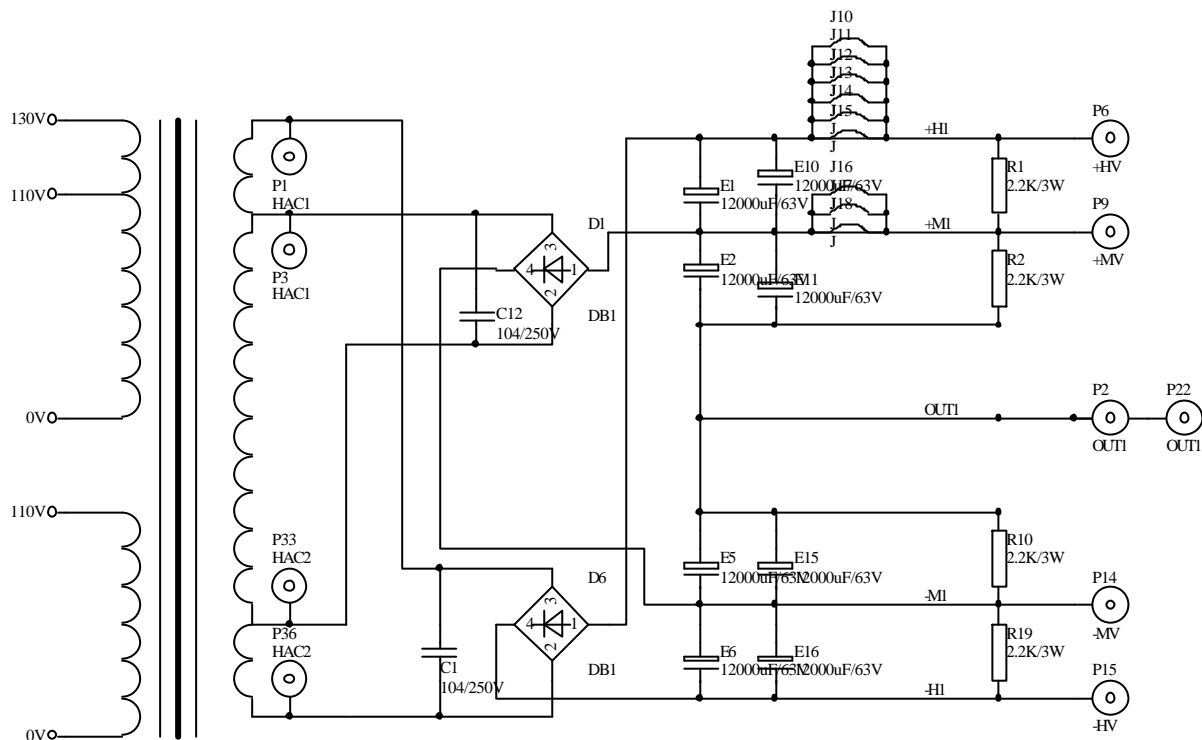 J10
J11
J12
J13
J14
J15
J
J
130V
P6
+H1
+HV
P1
HAC1
110V
E10
12000uF/63V
J16
E1
12000uF/63V
R1
2.2K/3W
J18
J
J
P9
D1
+M1
+MV
P3
HAC1
3
4
1
2
E2
12000uF/63V
E11
12000uF/63V
R2
2.2K/3W
C12
104/250V
DB1
0V
OUT1
P2
OUT1
P22
OUT1
110V
P33
HAC2
D6
E5
12000uF/63V
E15
12000uF/63V
R10
2.2K/3W
P14
-M1
-MV
P36
HAC2
3
4
1
2
C1
104/250V
DB1
E6
12000uF/63V
E16
12000uF/63V
R19
2.2K/3W
P15
-H1
-HV
0V